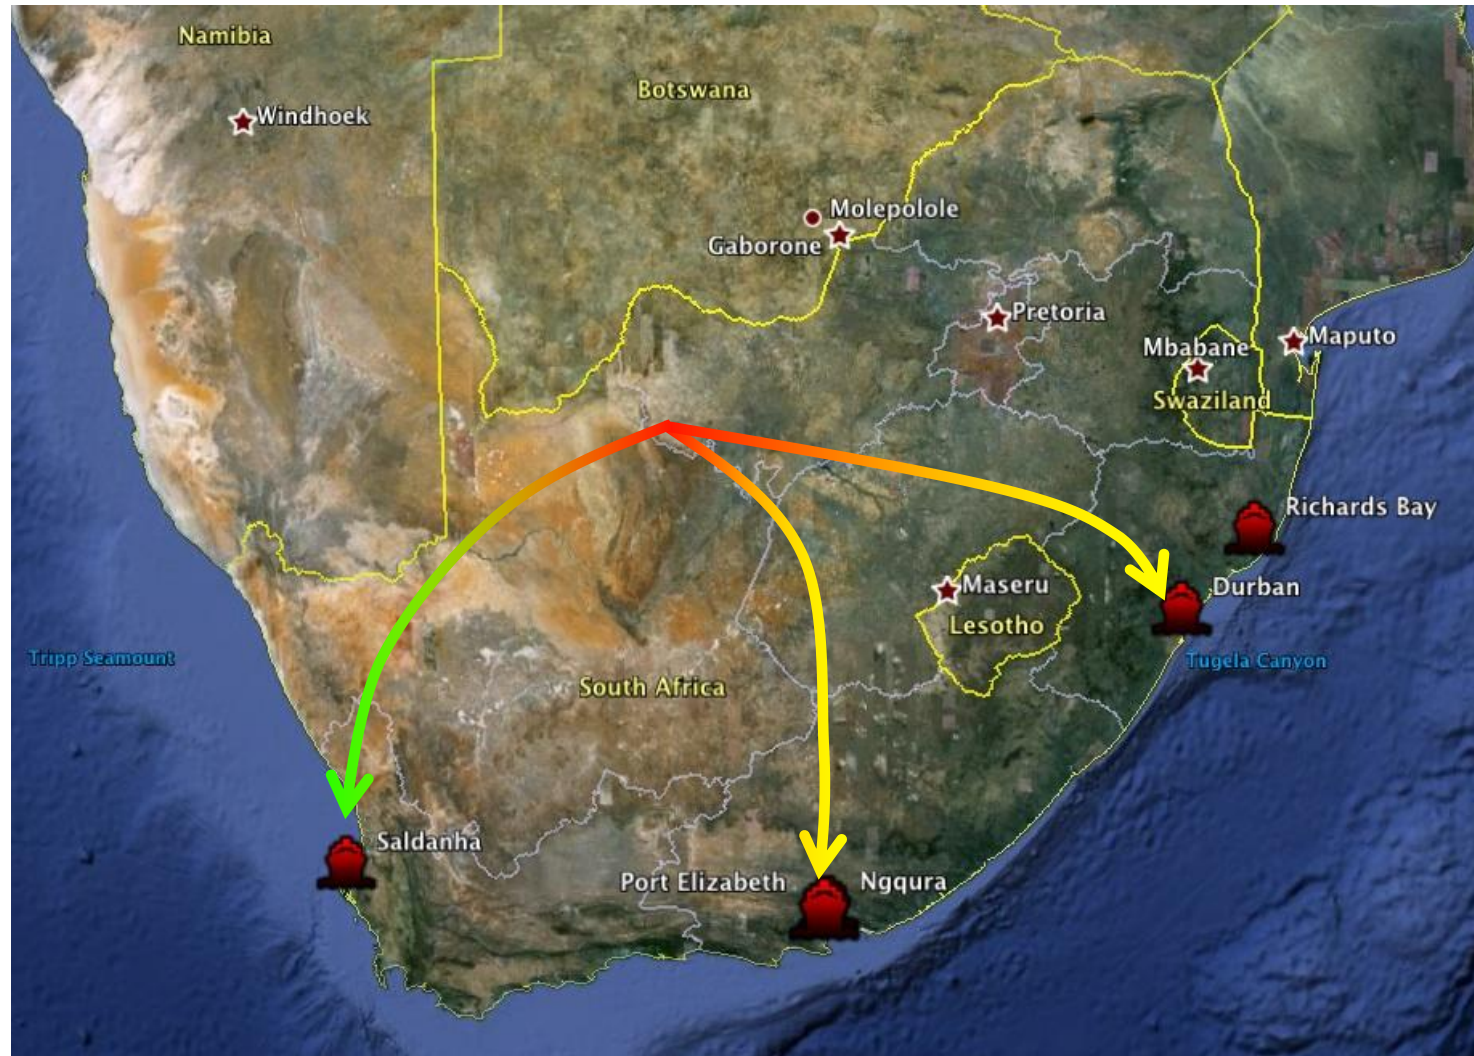 Namibia
Windhoek
Botswana
Molepolole
Gaborone
Pretoria
Mbabane
Maputo
Swaziland
Richards Bay
Maseru
Durban
Lesotho
Tripp Seamount
Tugela Canyon
South Africa
Saldanha
Port Elizabeth
Ngqura